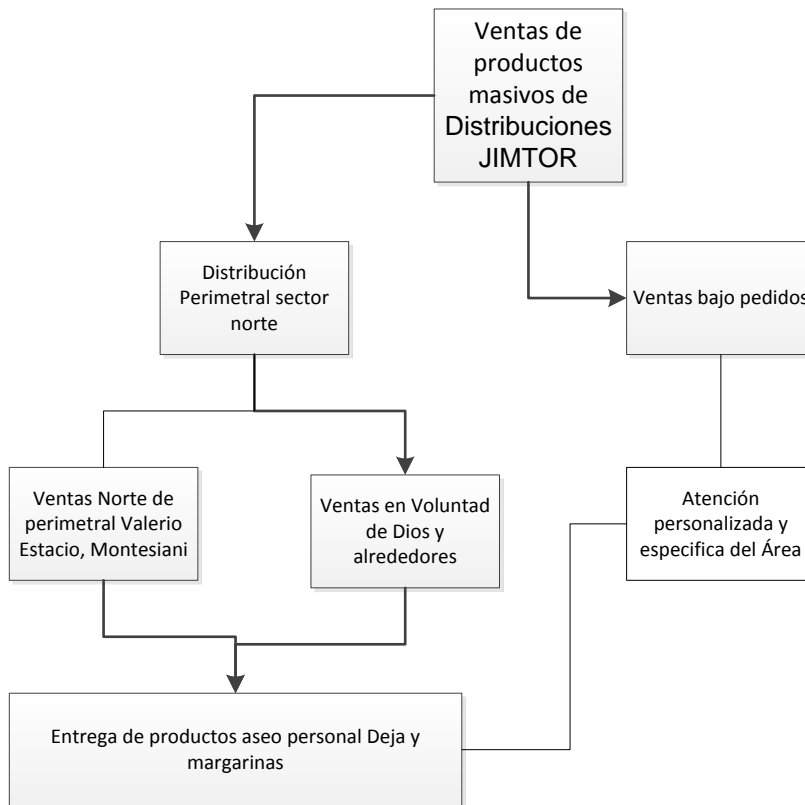 Ventas de
productos
masivos de
Distribuciones
JIMTOR
Distribución
Perimetral sector
norte
Ventas bajo pedidos
Ventas Norte de
perimetral Valerio
Estacio, Montesiani
Ventas en Voluntad
de Dios y
alrededores
Atención
personalizada y
especifica del Área
Entrega de productos aseo personal Deja y
margarinas